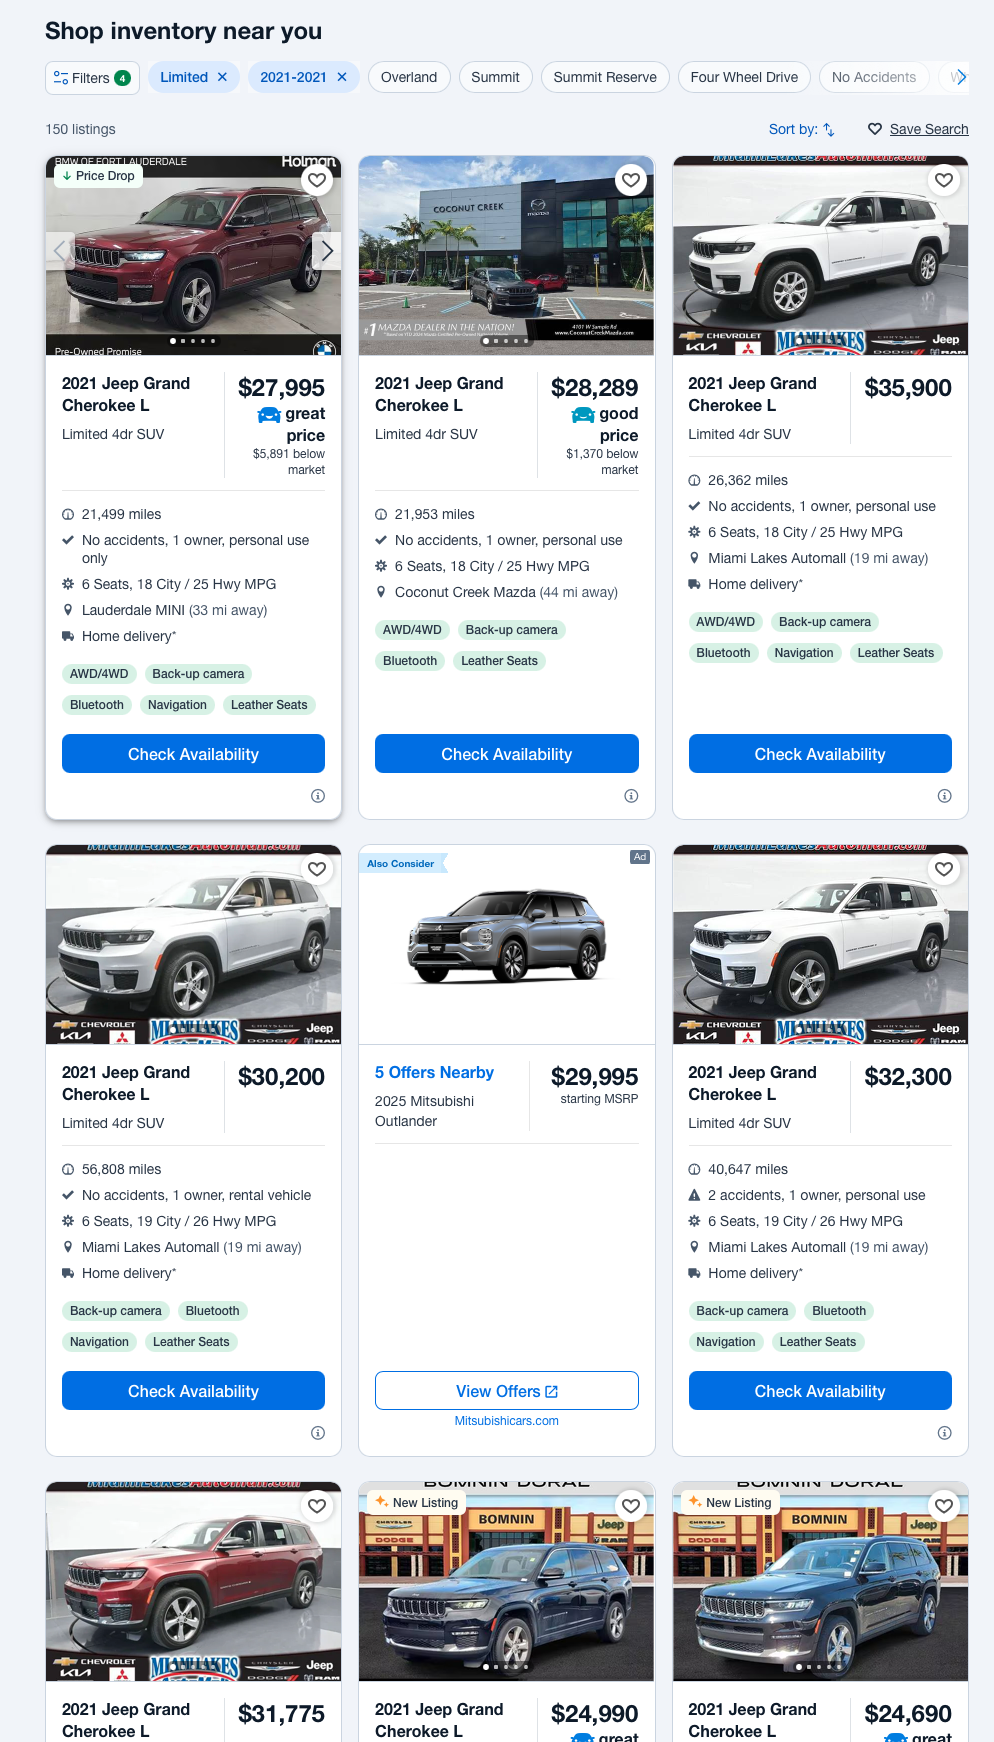 Shop inventory near you
Filters 4
Limited
2021-2021
Overland
Summit
Summit Reserve
Four Wheel Drive
No Accidents
150 listings
Sort by:
Save Search
BMW OF FORT LAUDERDALE
Holman
Price Drop
Pre-Owned Promise
2021 Jeep Grand
Cherokee L
Limited 4dr SUV
$27,995
great
price
$5,891 below
market
21,499 miles
No accidents, 1 owner, personal use
only
6 Seats, 18 City / 25 Hwy MPG
Lauderdale MINI (33 mi away)
Home delivery*
AWD/4WD
Back-up camera
Bluetooth
Navigation
Leather Seats
Check Availability
COCONUT CREEK
mazda
#1 MAZDA DEALER IN THE NATION!
4101 W Sample Rd
www.CoconutCreekMazda.com
2021 Jeep Grand
Cherokee L
Limited 4dr SUV
$28,289
good
price
$1,370 below
market
21,953 miles
No accidents, 1 owner, personal use
6 Seats, 18 City / 25 Hwy MPG
Coconut Creek Mazda (44 mi away)
AWD/4WD
Back-up camera
Bluetooth
Leather Seats
Check Availability
MiamiLakesAutomall.com
CHEVROLET
KIA
MIAMI LAKES
CHRYSLER
DODGE
Jeep
RAM
2021 Jeep Grand
Cherokee L
Limited 4dr SUV
$35,900
26,362 miles
No accidents, 1 owner, personal use
6 Seats, 18 City / 25 Hwy MPG
Miami Lakes Automall (19 mi away)
Home delivery*
AWD/4WD
Back-up camera
Bluetooth
Navigation
Leather Seats
Check Availability
MiamiLakesAutomall.com
CHEVROLET
KIA
MIAMI LAKES
CHRYSLER
DODGE
Jeep
RAM
2021 Jeep Grand
Cherokee L
Limited 4dr SUV
$30,200
56,808 miles
No accidents, 1 owner, rental vehicle
6 Seats, 19 City / 26 Hwy MPG
Miami Lakes Automall (19 mi away)
Home delivery*
Back-up camera
Bluetooth
Navigation
Leather Seats
Check Availability
Also Consider
Ad
5 Offers Nearby
2025 Mitsubishi
Outlander
$29,995
starting MSRP
View Offers
Mitsubishicars.com
MiamiLakesAutomall.com
CHEVROLET
KIA
MIAMI LAKES
CHRYSLER
DODGE
Jeep
RAM
2021 Jeep Grand
Cherokee L
Limited 4dr SUV
$32,300
40,647 miles
2 accidents, 1 owner, personal use
6 Seats, 19 City / 26 Hwy MPG
Miami Lakes Automall (19 mi away)
Home delivery*
Back-up camera
Bluetooth
Navigation
Leather Seats
Check Availability
MiamiLakesAutomall.com
CHEVROLET
KIA
MIAMI LAKES
CHRYSLER
DODGE
Jeep
RAM
2021 Jeep Grand
Cherokee L
$31,775
BOMNIN DORAL
New Listing
CHRYSLER
DODGE
BOMNIN
Jeep
2021 Jeep Grand
Cherokee L
$24,990
great
BOMNIN DORAL
New Listing
CHRYSLER
DODGE
BOMNIN
Jeep
2021 Jeep Grand
Cherokee L
$24,690
great